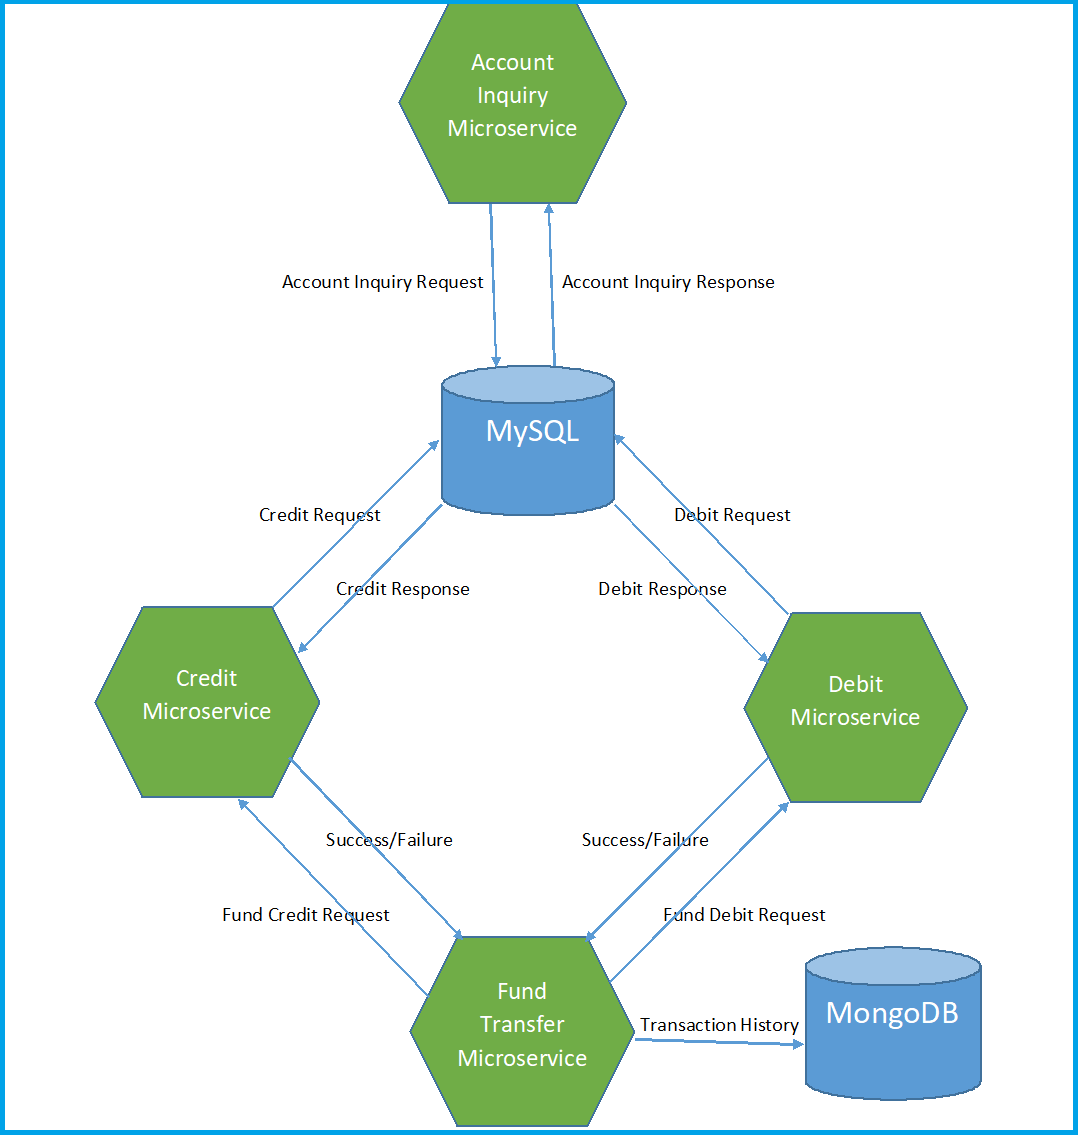 Account
Inquiry
Microservice
Account Inquiry Request
Account Inquiry Response
MySQL
Credit Request
Debit Request
Credit Response
Debit Response
Credit
Microservice
Debit
Microservice
Success/Failure
Success/Failure
Fund Credit Request
Fund Debit Request
Fund
Transfer
Microservice
Transaction History
MongoDB